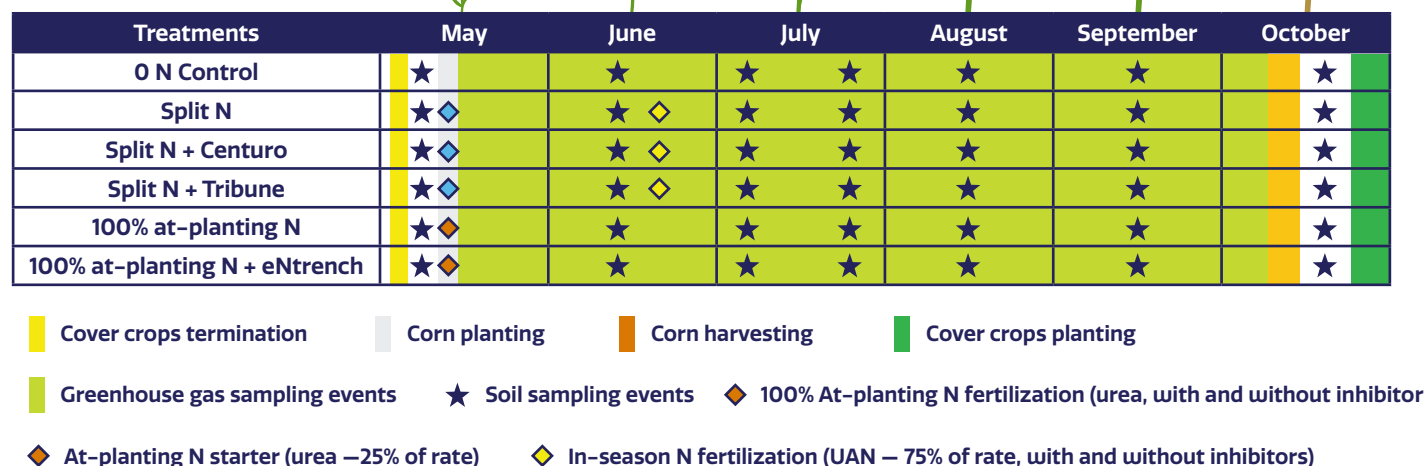 Treatments May June July August September October
0 N Control
Split N
Split N + Centuro
Split N + Tribune
100% at-planting N
100% at-planting N + eNtrench
Cover crops termination Corn planting Corn harvesting Cover crops planting
Greenhouse gas sampling events Soil sampling events 100% At-planting N fertilization (urea, with and without inhibitor
At-planting N starter (urea —25% of rate) In-season N fertilization (UAN — 75% of rate, with and without inhibitors)